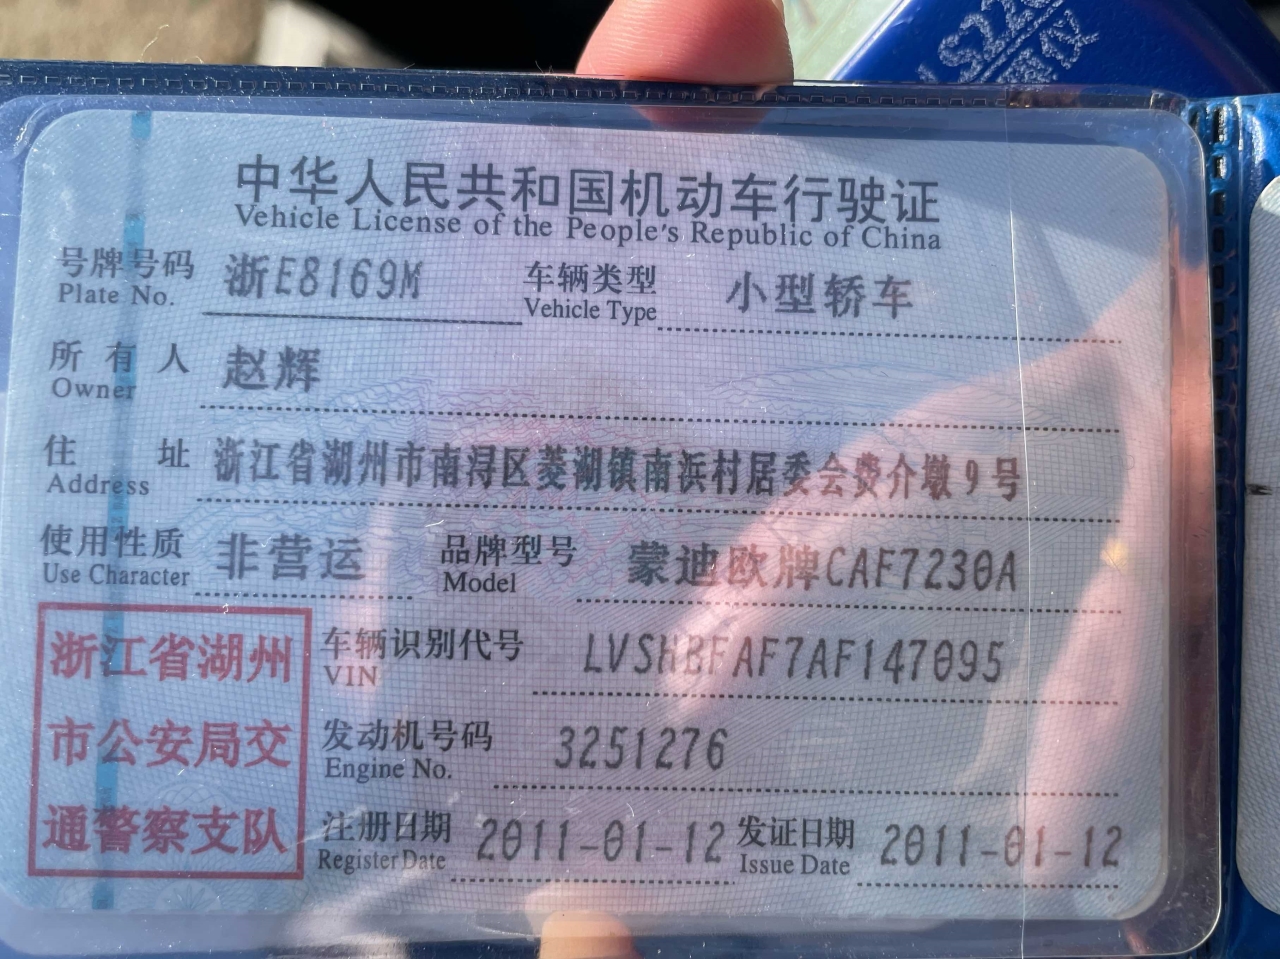 S220
中华人民共和国机动车行驶证
Vehicle License of the People's Republic of China
号牌号码 浙E8169M 车辆类型 小型轿车
Plate No. Vehicle Type
所有人 赵辉
Owner
住址 浙江省湖州市南浔区菱湖镇南浜村居委会费介墩9号
Address
使用性质 非营运 品牌型号 蒙迪欧牌CAF7230A
Use Character Model
浙江省湖州
市公安局交
通警察支队
车辆识别代号 LVSHBFAF7AF147095
VIN
发动机号码 3251276
Engine No.
注册日期 2011-01-12 发证日期 2011-01-12
Register Date Issue Date